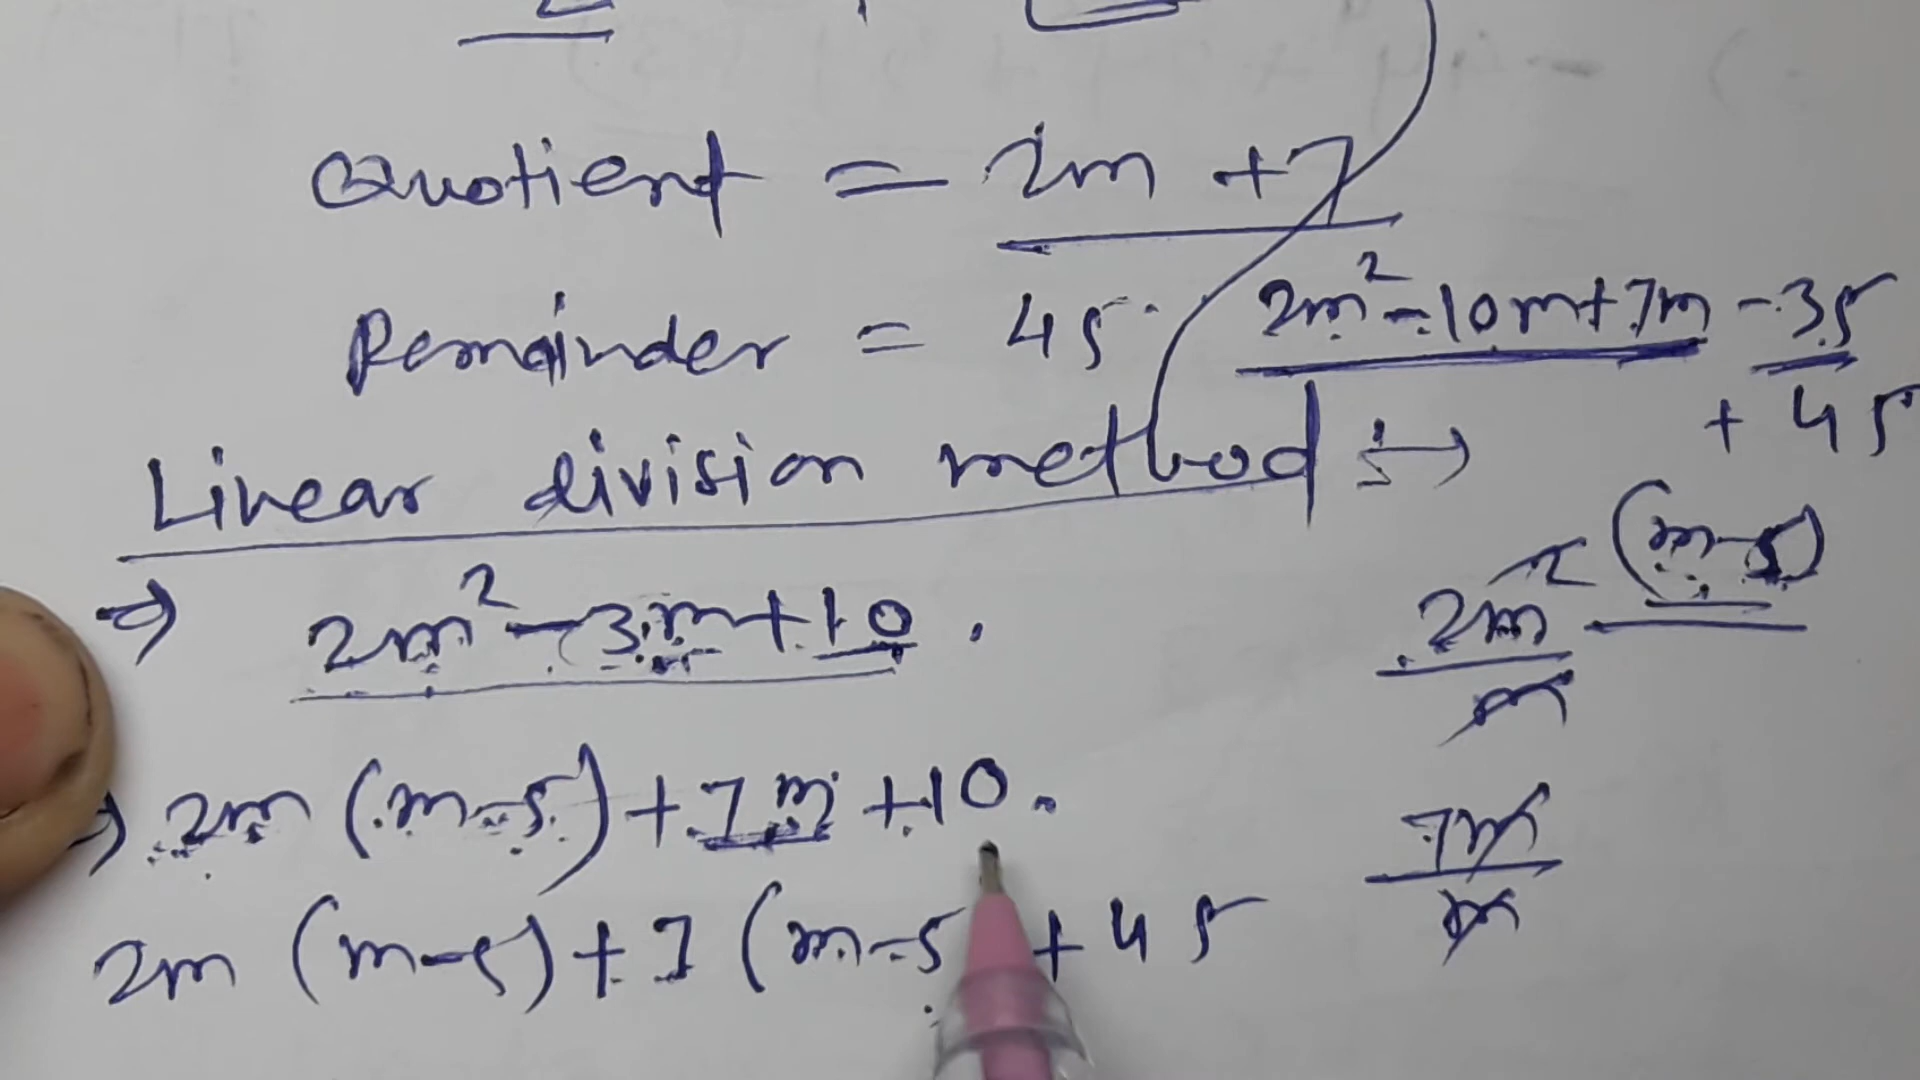 Quotient = 2m + 7
Remainder = 45.
2m² - 10m + 7m - 35
+ 45
Linear division method :→
⇒ 2m² - 3m + 10.
(m-5)
2m²
m
→ 2m (m-5) + 7m + 10.
7m
m
2m (m-5) + 7 (m-5 + 45